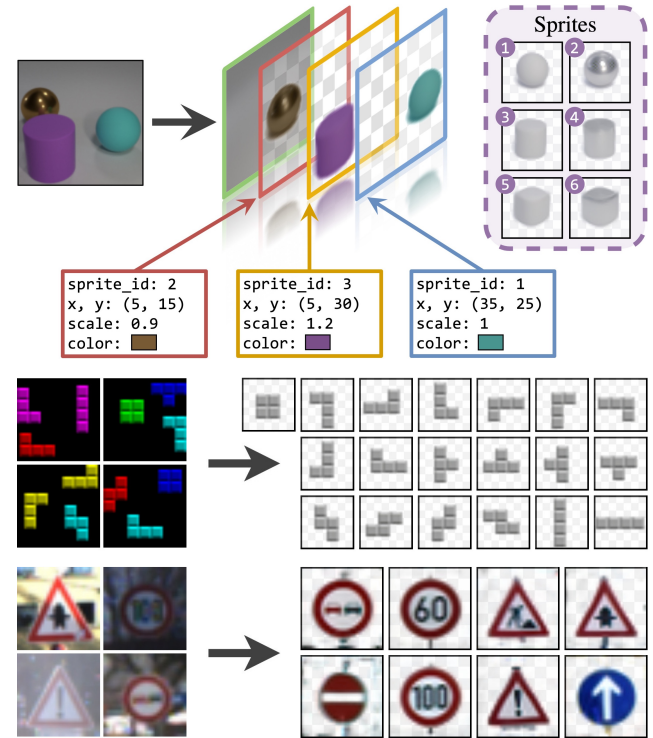 Sprites
1
2
3
4
5
6
sprite_id: 2
x, y: (5, 15)
scale: 0.9
color:
sprite_id: 3
x, y: (5, 30)
scale: 1.2
color:
sprite_id: 1
x, y: (35, 25)
scale: 1
color:
100
60
100